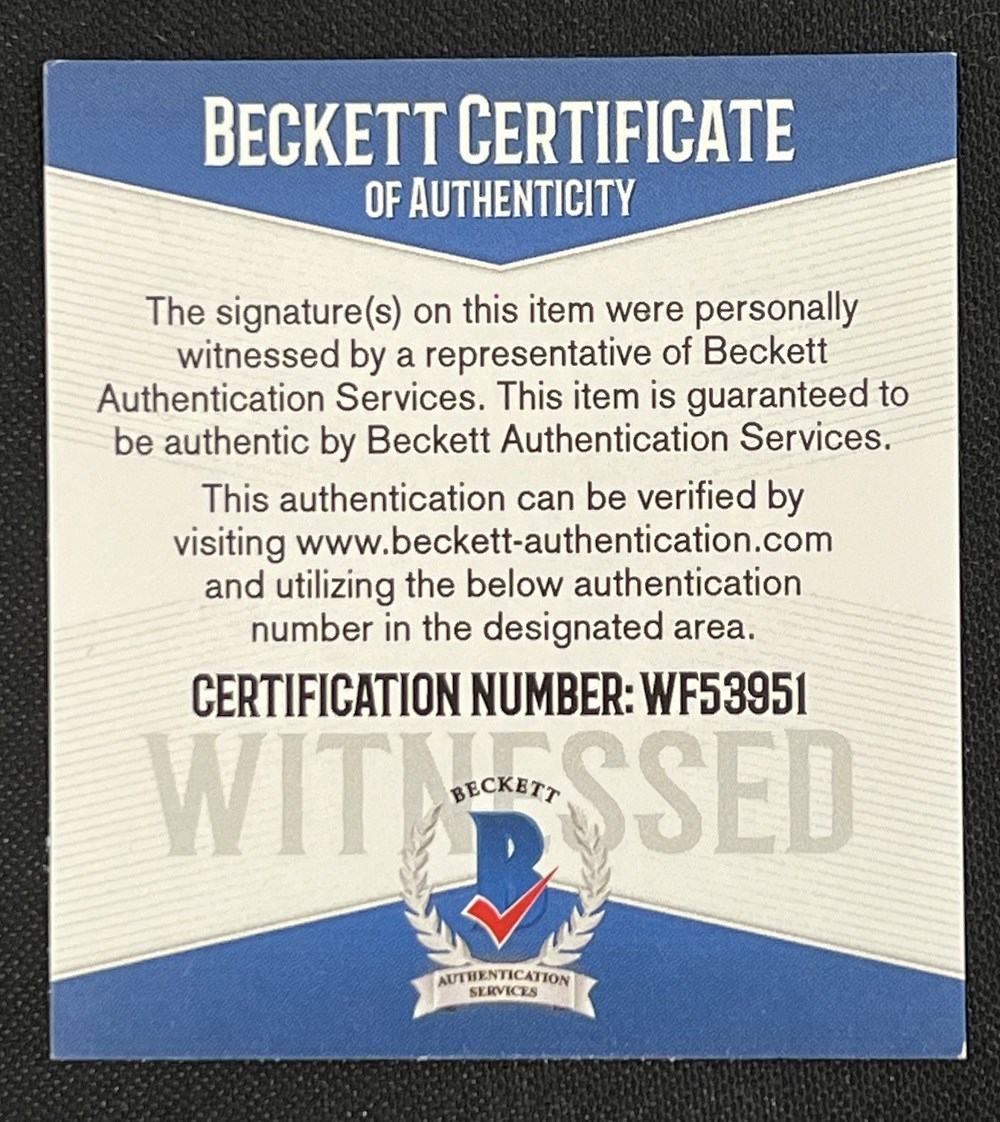 BECKETT CERTIFICATE
OF AUTHENTICITY
The signature(s) on this item were personally
witnessed by a representative of Beckett
Authentication Services. This item is guaranteed to
be authentic by Beckett Authentication Services.
This authentication can be verified by
visiting www.beckett-authentication.com
and utilizing the below authentication
number in the designated area.
CERTIFICATION NUMBER: WF53951
WITNESSED
BECKETT
B
AUTHENTICATION
SERVICES